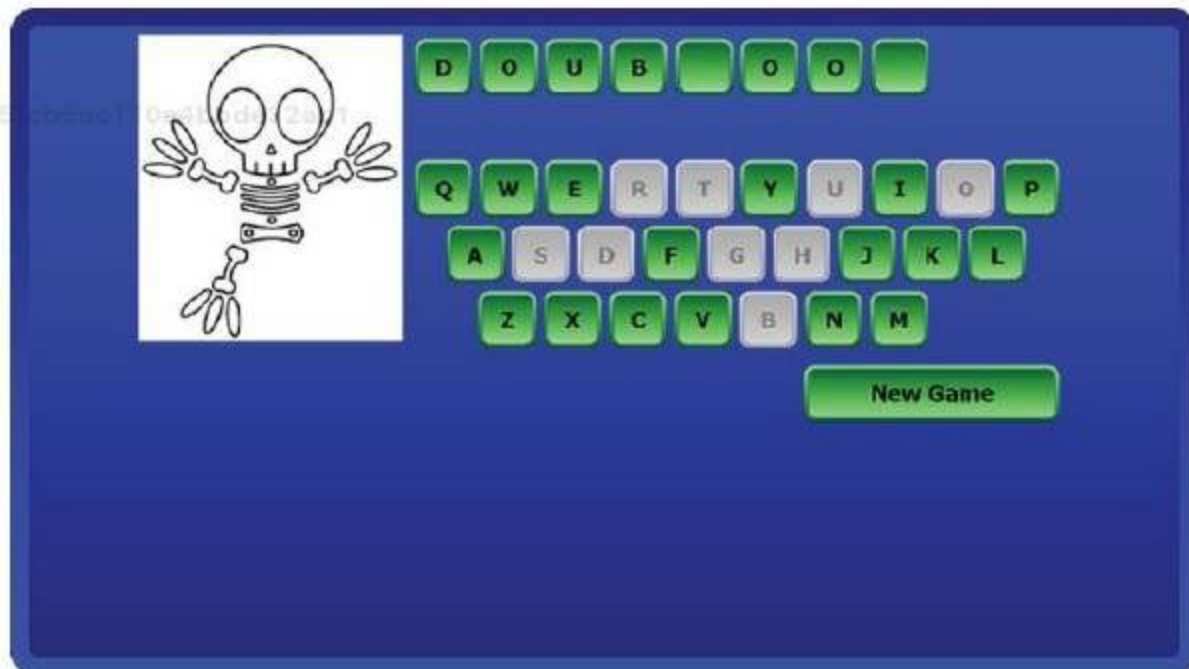 D O U B O O
Q W E R T Y U I O P
A S D F G H J K L
Z X C V B N M
New Game